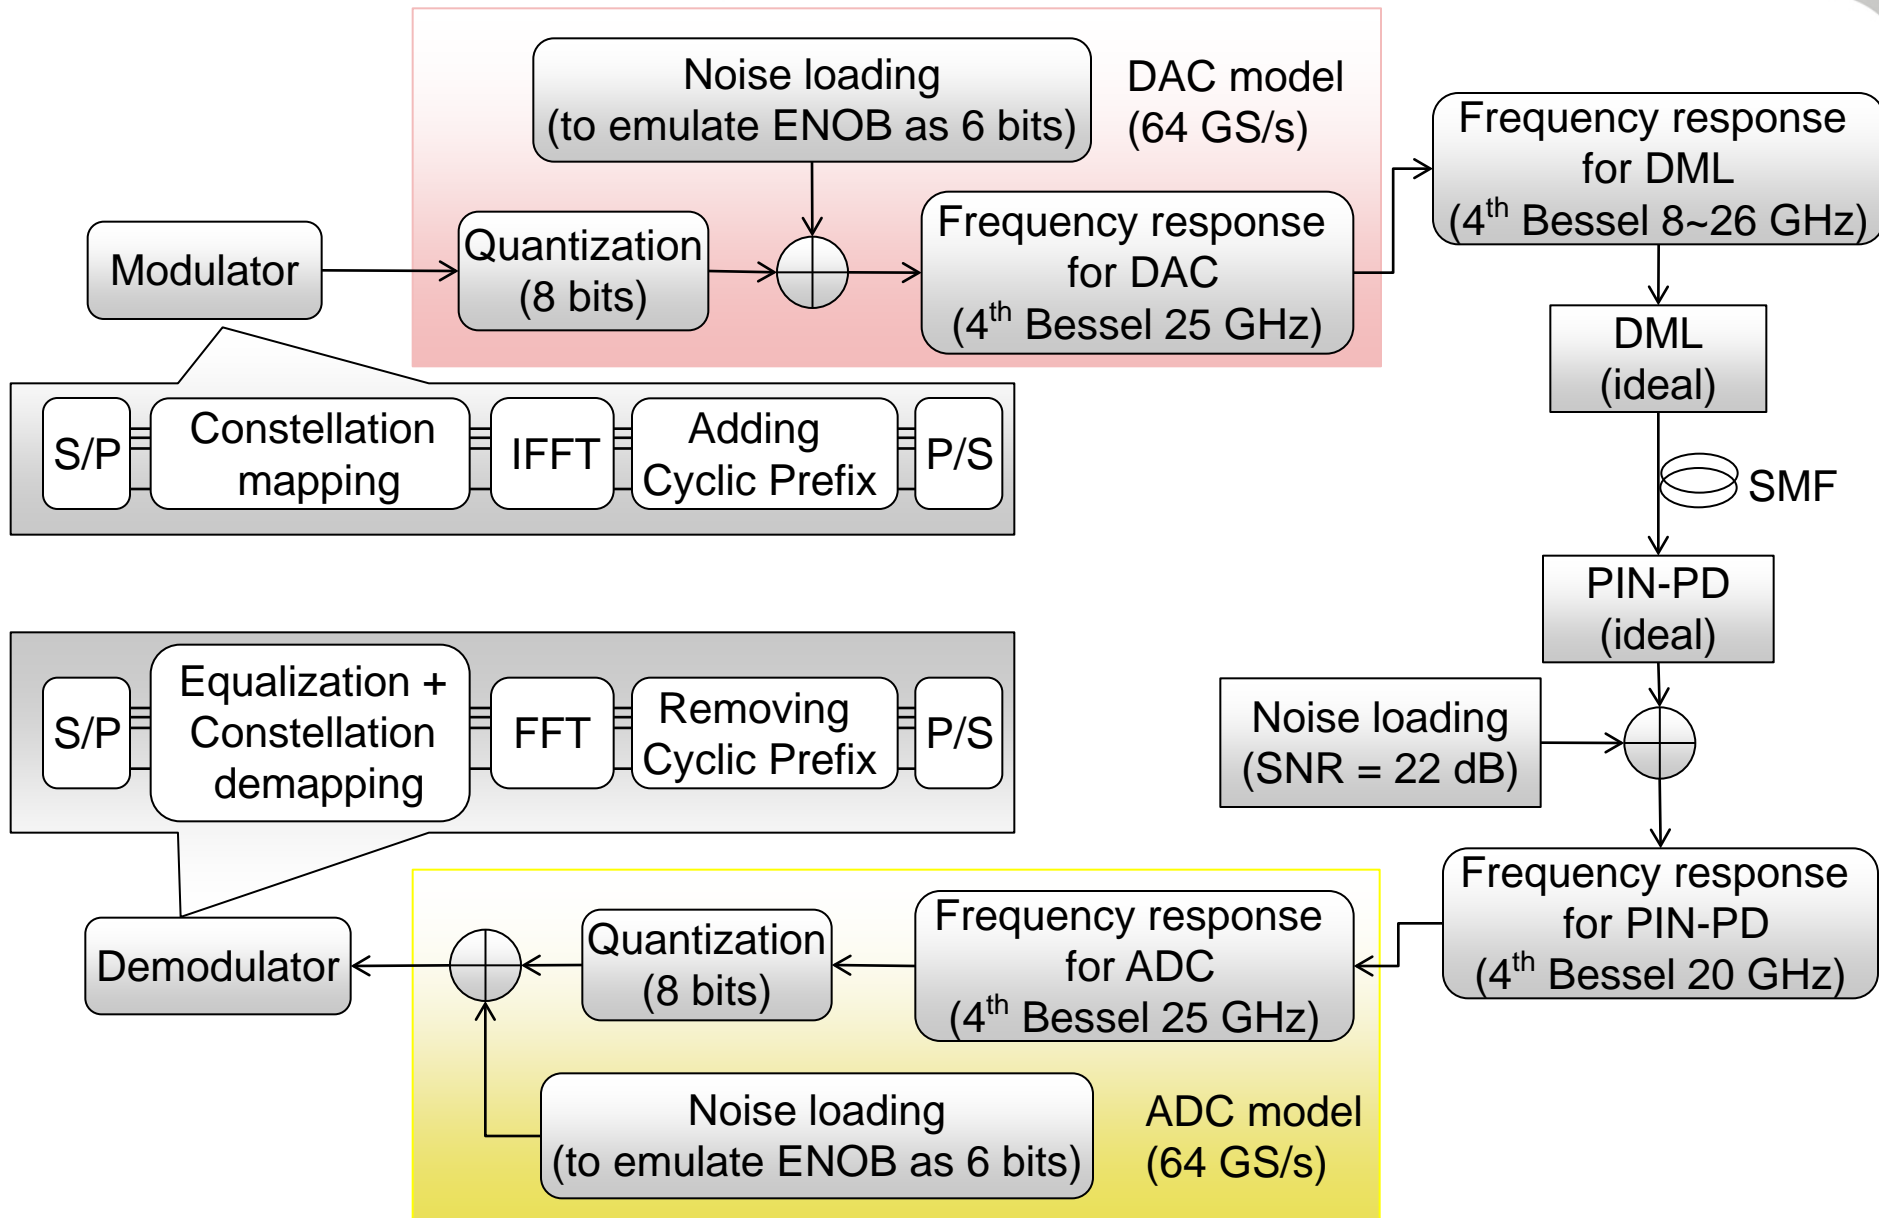 Noise loading
(to emulate ENOB as 6 bits)
DAC model
(64 GS/s)
Frequency response
for DML
(4th Bessel 8~26 GHz)
Modulator
Quantization
(8 bits)
Frequency response
for DAC
(4th Bessel 25 GHz)
DML
(ideal)
S/P
Constellation
mapping
IFFT
Adding
Cyclic Prefix
P/S
SMF
PIN-PD
(ideal)
S/P
Equalization +
Constellation
demapping
FFT
Removing
Cyclic Prefix
P/S
Noise loading
(SNR = 22 dB)
Frequency response
for PIN-PD
(4th Bessel 20 GHz)
Demodulator
Quantization
(8 bits)
Frequency response
for ADC
(4th Bessel 25 GHz)
Noise loading
(to emulate ENOB as 6 bits)
ADC model
(64 GS/s)